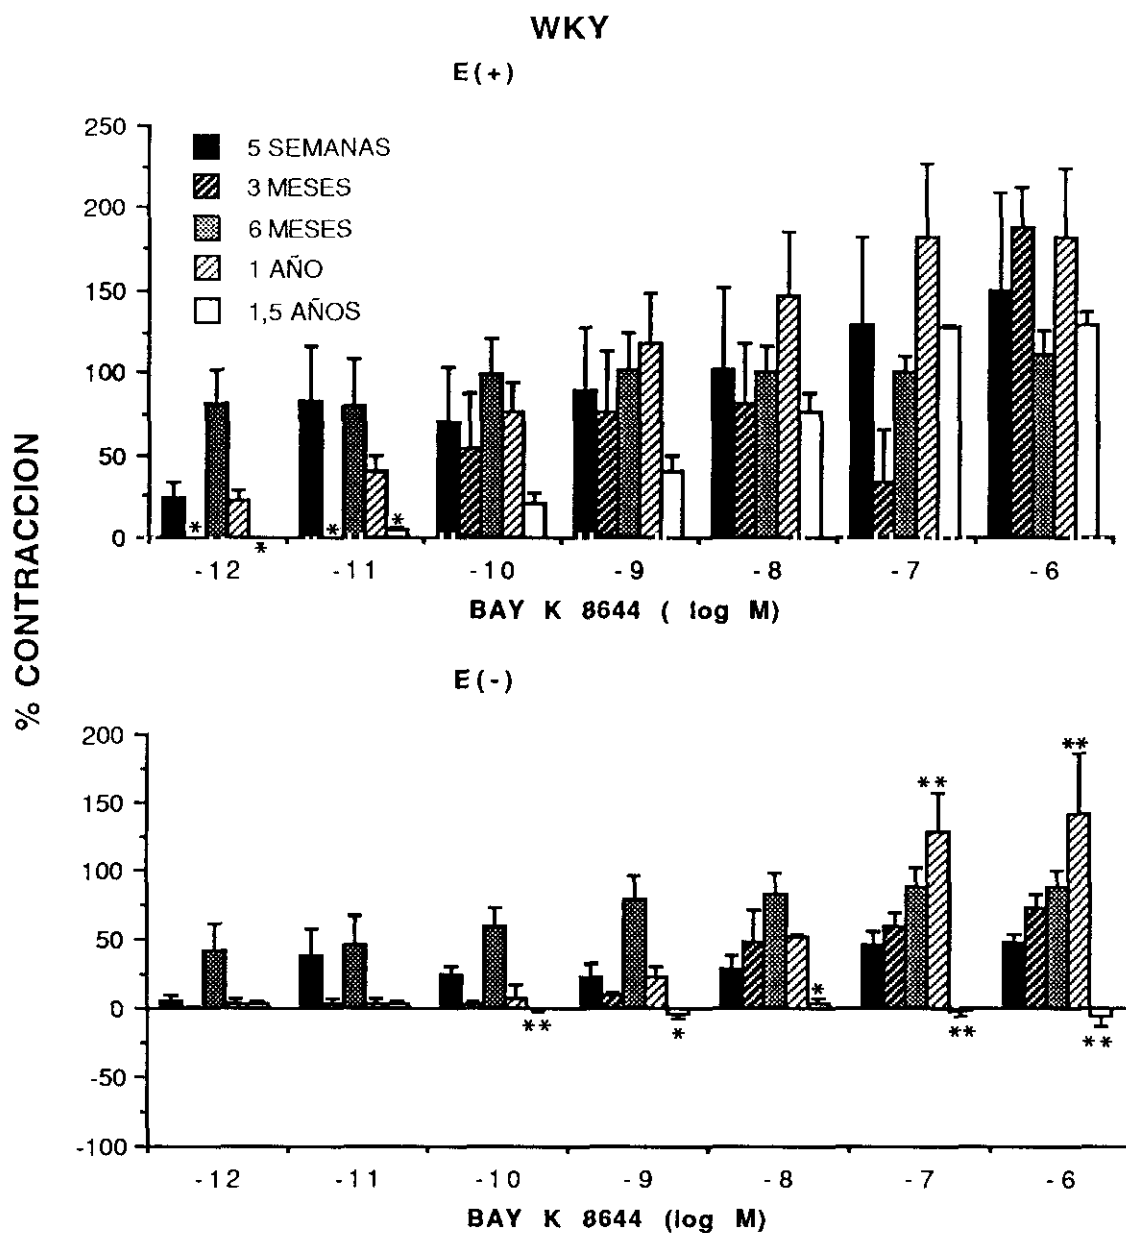 WKY
E(+)
250
200
150
100
50
0
5 SEMANAS
3 MESES
6 MESES
1 AÑO
1,5 AÑOS
* * * *
-12 -11 -10 -9 -8 -7 -6
BAY K 8644 ( log M)
% CONTRACCION
E(-)
200
150
100
50
0
-50
-100
** * * ** ** ** **
-12 -11 -10 -9 -8 -7 -6
BAY K 8644 (log M)